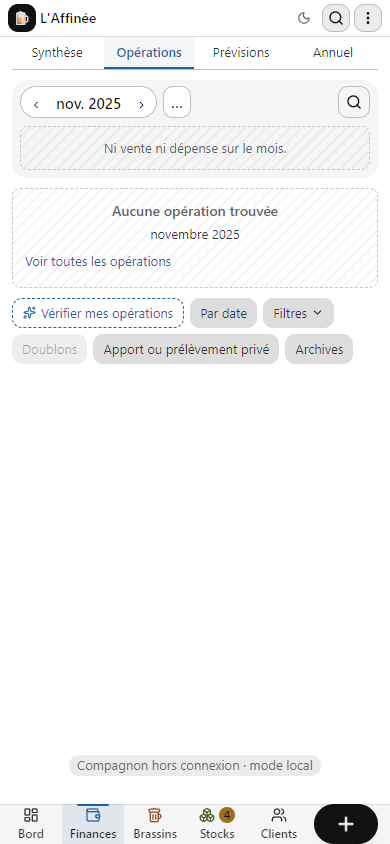 L'Affinée
Synthèse Opérations Prévisions Annuel
‹ nov. 2025 › ...
Ni vente ni dépense sur le mois.
Aucune opération trouvée
novembre 2025
Voir toutes les opérations
Vérifier mes opérations Par date Filtres
Doublons Apport ou prélèvement privé Archives
Compagnon hors connexion · mode local
4
Bord Finances Brassins Stocks Clients +